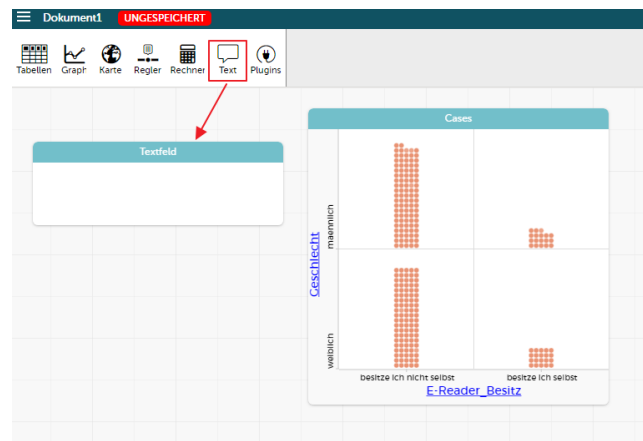 Dokument1 UNGESPEICHERT
Tabellen Graph Karte Regler Rechner Text Plugins
Textfeld
Cases
Geschlecht
maennlich
weiblich
besitze ich nicht selbst besitze ich selbst
E-Reader_Besitz